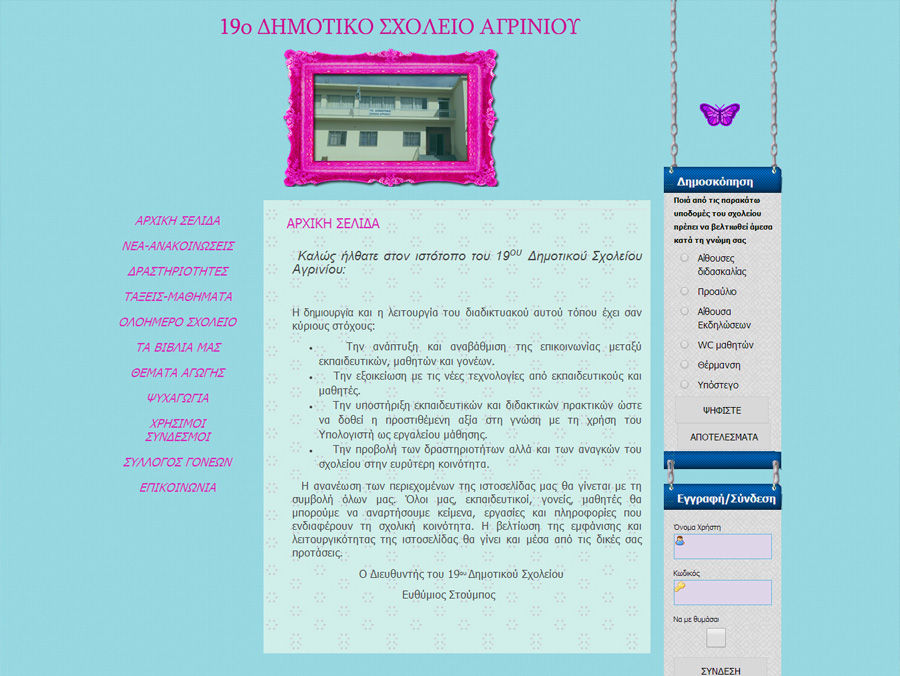 19ο ΔΗΜΟΤΙΚΟ ΣΧΟΛΕΙΟ ΑΓΡΙΝΙΟΥ
ΑΡΧΙΚΗ ΣΕΛΙΔΑ
ΝΕΑ-ΑΝΑΚΟΙΝΩΣΕΙΣ
ΔΡΑΣΤΗΡΙΟΤΗΤΕΣ
ΤΑΞΕΙΣ-ΜΑΘΗΜΑΤΑ
ΟΛΟΗΜΕΡΟ ΣΧΟΛΕΙΟ
ΤΑ ΒΙΒΛΙΑ ΜΑΣ
ΘΕΜΑΤΑ ΑΓΩΓΗΣ
ΨΥΧΑΓΩΓΙΑ
ΧΡΗΣΙΜΟΙ
ΣΥΝΔΕΣΜΟΙ
ΣΥΛΛΟΓΟΣ ΓΟΝΕΩΝ
ΕΠΙΚΟΙΝΩΝΙΑ
ΑΡΧΙΚΗ ΣΕΛΙΔΑ
Καλώς ήλθατε στον ιστότοπο του 19ου Δημοτικού Σχολείου
Αγρινίου:
Η δημιουργία και η λειτουργία του διαδικτυακού αυτού τόπου έχει σαν
κύριους στόχους:
• Την ανάπτυξη και αναβάθμιση της επικοινωνίας μεταξύ
εκπαιδευτικών, μαθητών και γονέων.
• Την εξοικείωση με τις νέες τεχνολογίες από εκπαιδευτικούς και
μαθητές.
• Την υποστήριξη εκπαιδευτικών και διδακτικών πρακτικών ώστε
να δοθεί η προστιθέμενη αξία στη γνώση με τη χρήση του
Υπολογιστή ως εργαλείου μάθησης.
• Την προβολή των δραστηριοτήτων αλλά και των αναγκών του
σχολείου στην ευρύτερη κοινότητα.
Η ανανέωση των περιεχομένων της ιστοσελίδας μας θα γίνεται με τη
συμβολή όλων μας. Όλοι μας, εκπαιδευτικοί, γονείς, μαθητές θα
μπορούμε να αναρτήσουμε κείμενα, εργασίες και πληροφορίες που
ενδιαφέρουν τη σχολική κοινότητα. Η βελτίωση της εμφάνισης και
λειτουργικότητας της ιστοσελίδας θα γίνει και μέσα από τις δικές σας
προτάσεις.
Ο Διευθυντής του 19ου Δημοτικού Σχολείου
Ευθύμιος Στούμπος
Δημοσκόπηση
Ποιά από τις παρακάτω
υποδομές του σχολείου
πρέπει να βελτιωθεί άμεσα
κατά τη γνώμη σας
Αίθουσες
διδασκαλίας
Προαύλιο
Αίθουσα
Εκδηλώσεων
WC μαθητών
Θέρμανση
Υπόστεγο
ΨΗΦΙΣΤΕ
ΑΠΟΤΕΛΕΣΜΑΤΑ
Εγγραφή/Σύνδεση
Όνομα Χρήστη
Κωδικός
Να με θυμάσαι
ΣΥΝΔΕΣΗ